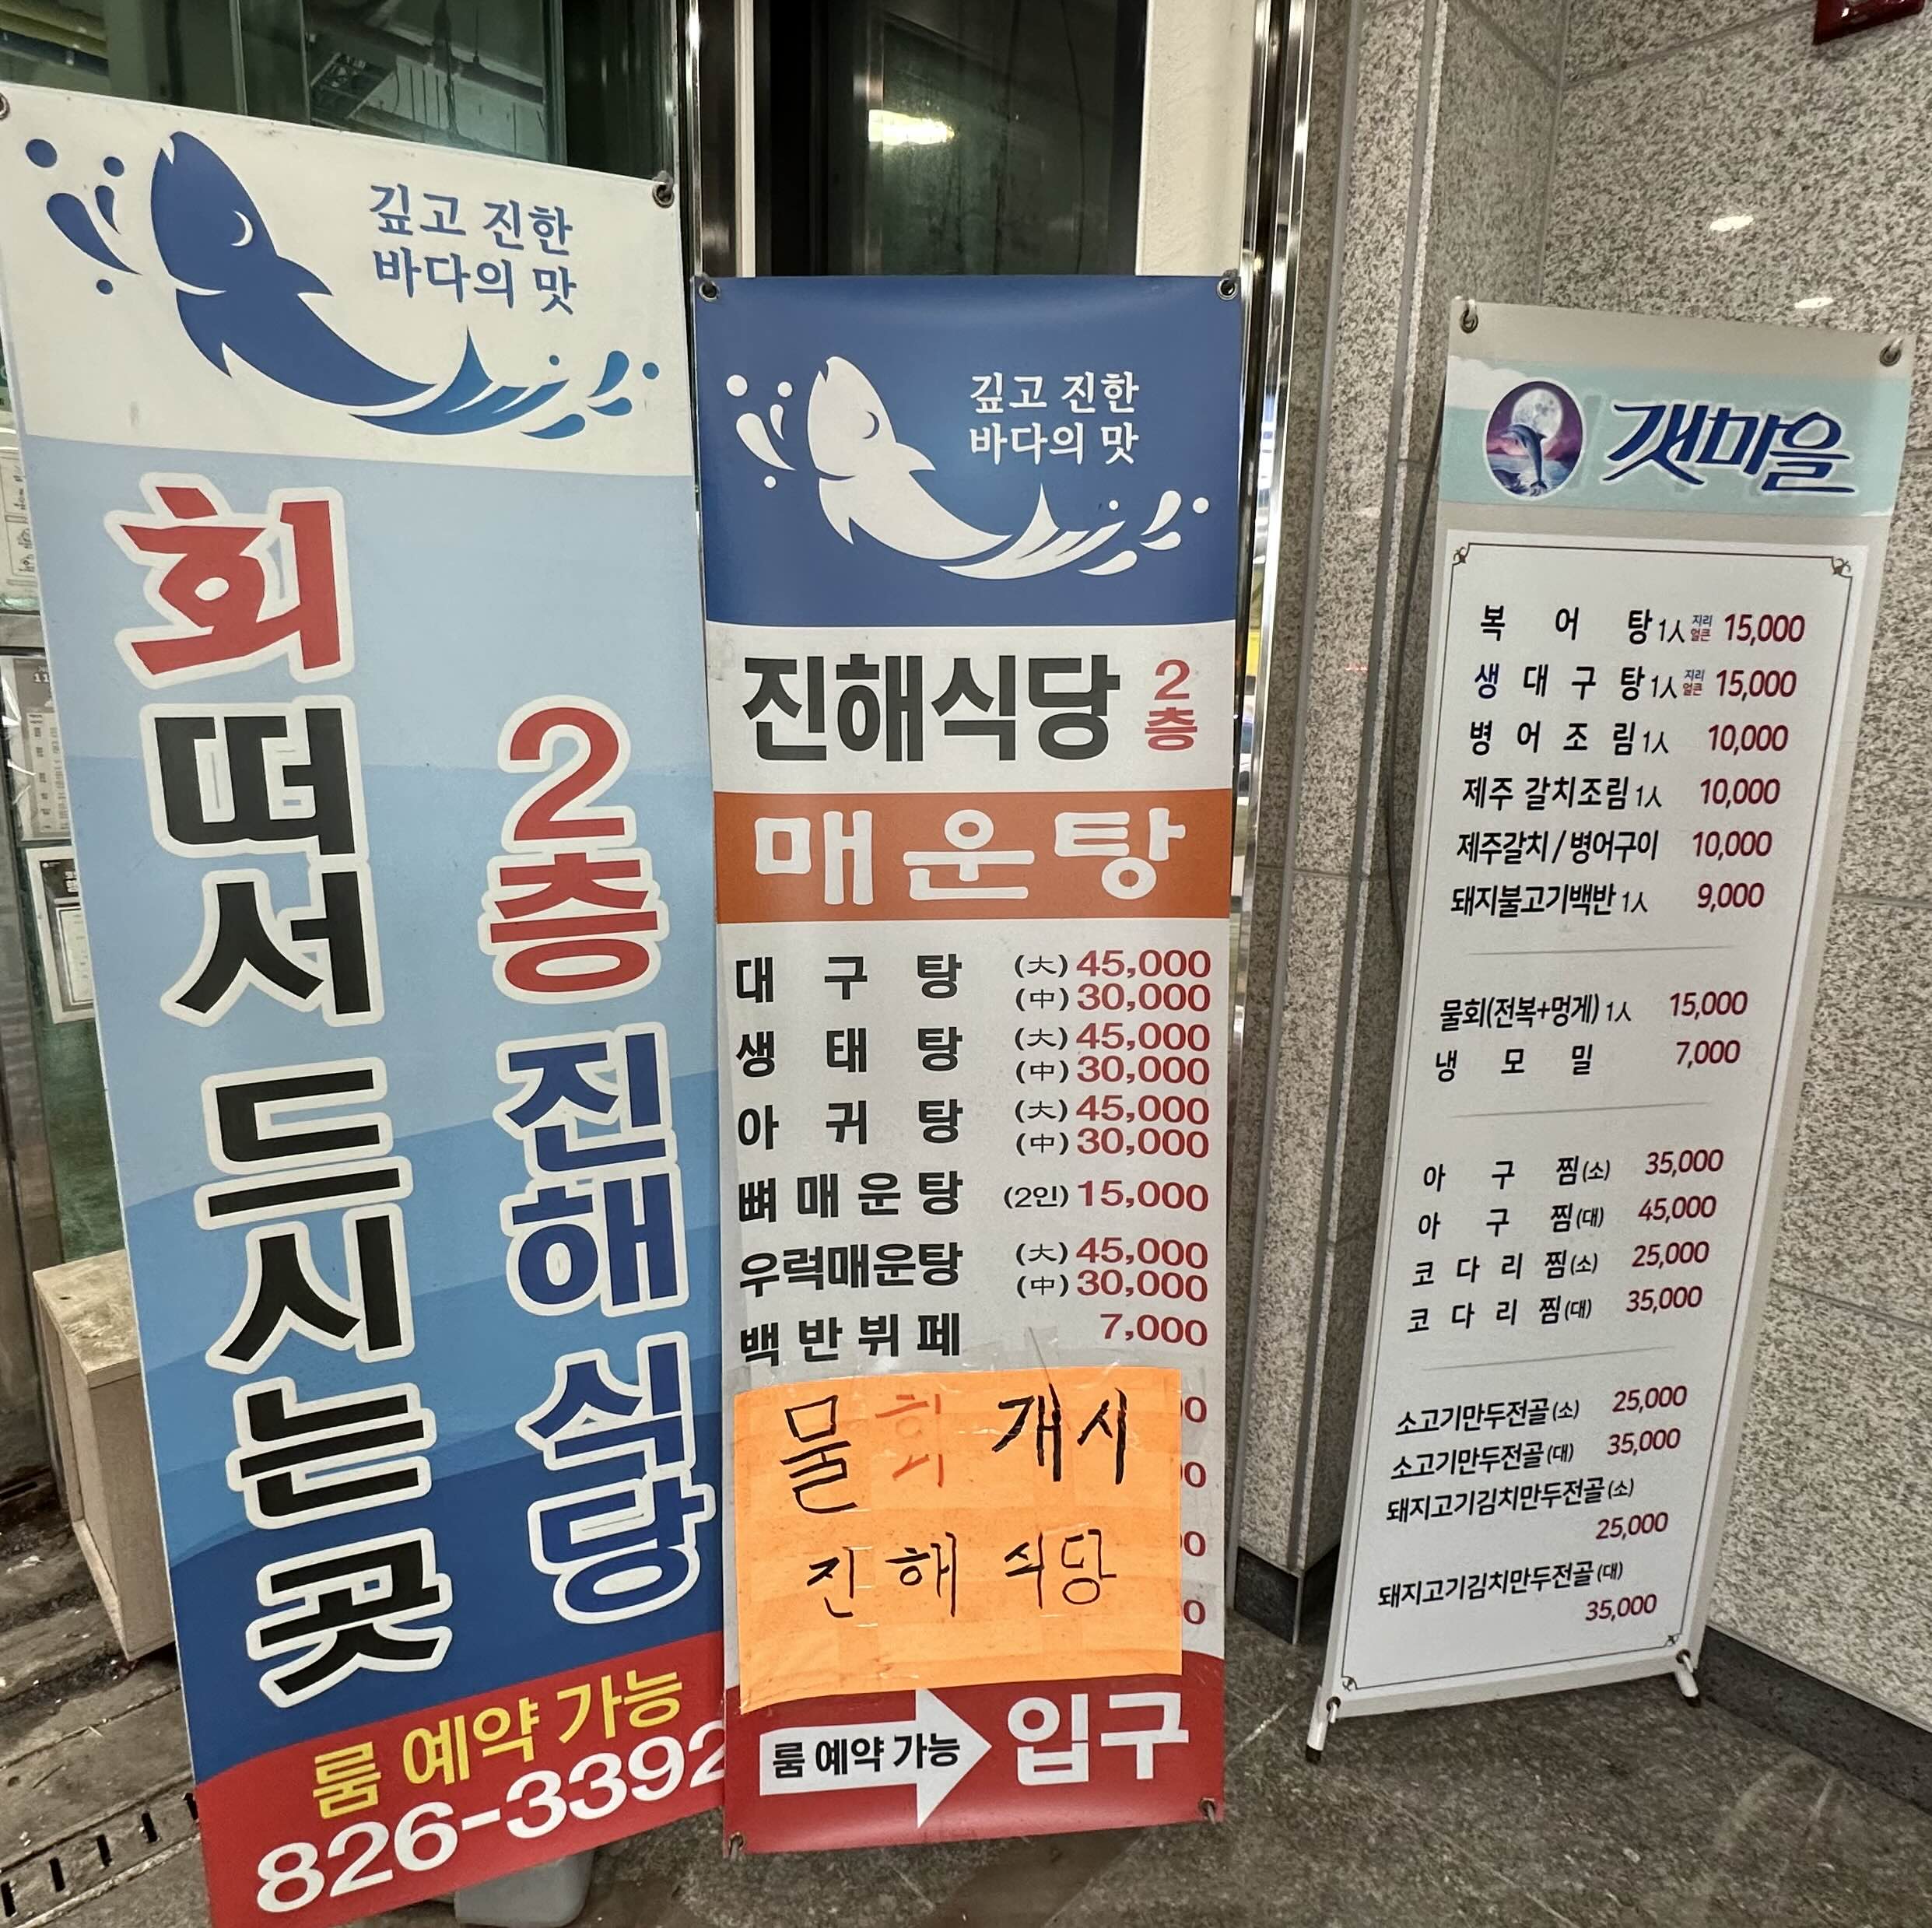 깊고 진한
바다의 맛
회떠서 드시는곳
2층 진해식당
룸 예약 가능
826-3392
깊고 진한
바다의 맛
진해식당 2층
매운탕
대구탕 (大) 45,000
(中) 30,000
생태탕 (大) 45,000
(中) 30,000
아귀탕 (大) 45,000
(中) 30,000
뼈매운탕 (2인) 15,000
우럭매운탕 (大) 45,000
(中) 30,000
백반뷔페 7,000
물회 개시
진해 식당
룸 예약 가능 입구
갯마을
복어탕 1人 지리 얼큰 15,000
생대구탕 1人 지리 얼큰 15,000
병어조림 1人 10,000
제주 갈치조림 1人 10,000
제주갈치/병어구이 10,000
돼지불고기백반 1人 9,000
물회(전복+멍게) 1人 15,000
냉모밀 7,000
아구찜(소) 35,000
아구찜(대) 45,000
코다리찜(소) 25,000
코다리찜(대) 35,000
소고기만두전골(소) 25,000
소고기만두전골(대) 35,000
돼지고기김치만두전골(소)
25,000
돼지고기김치만두전골(대)
35,000